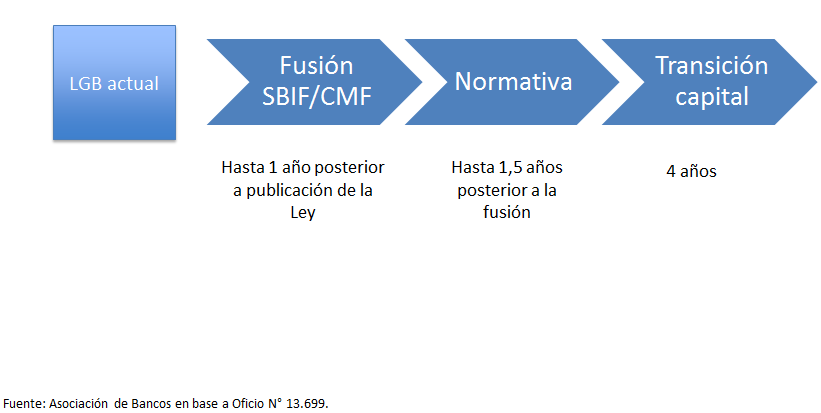 LGB actual
Fusión
SBIF/CMF
Normativa
Transición
capital
Hasta 1 año posterior
a publicación de la
Ley
Hasta 1,5 años
posterior a la
fusión
4 años
Fuente: Asociación de Bancos en base a Oficio N° 13.699.